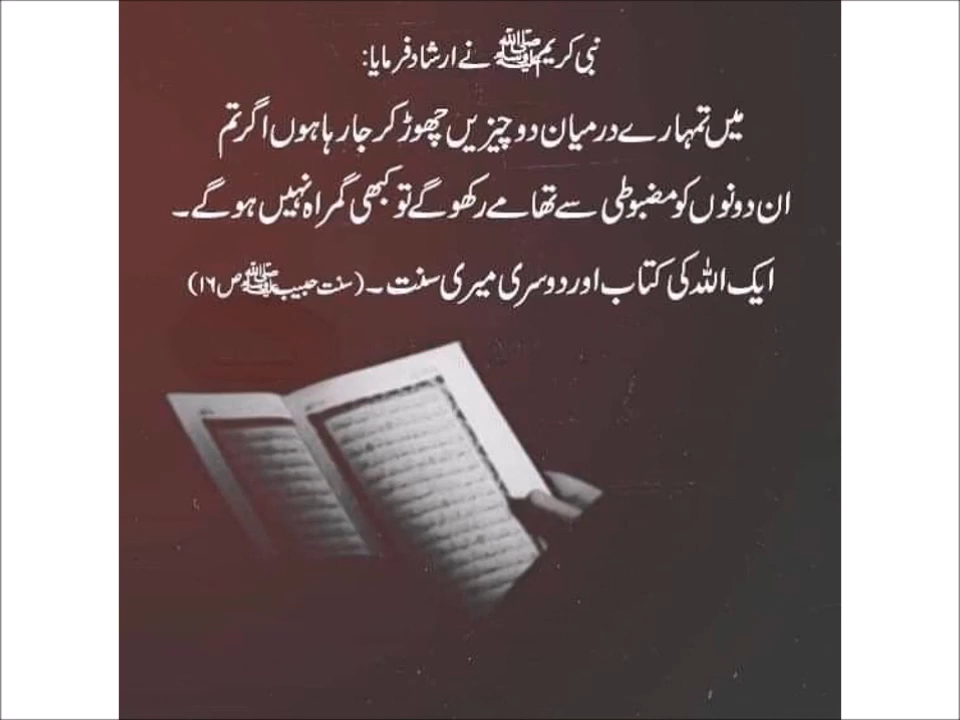 نبی کریم ﷺ نے ارشاد فرمایا:
میں تمہارے درمیان دو چیزیں چھوڑ کر جا رہا ہوں اگر تم
ان دونوں کو مضبوطی سے تھامے رکھو گے تو کبھی گمراہ نہیں ہو گے۔
ایک اللہ کی کتاب اور دوسری میری سنت۔ (سنت حبیب ﷺ ص ۱۶)